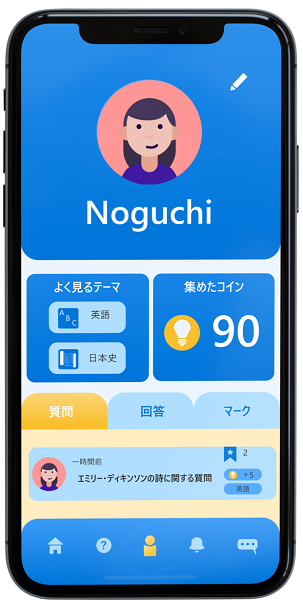 Noguchi
よく見るテーマ
ABC 英語
日本史
集めたコイン
90
質問
回答
マーク
一時間前
2
エミリー・ディキンソンの詩に関する質問
+5
英語
?